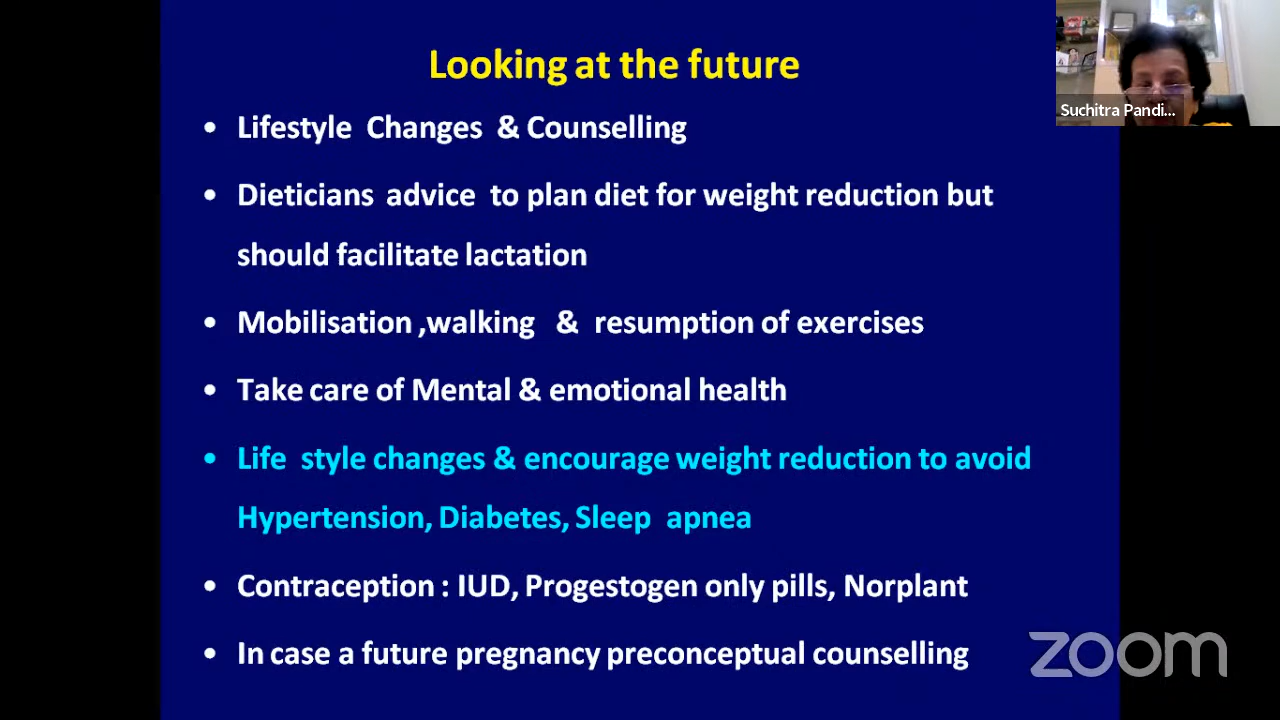 Looking at the future
Suchitra Pandi...
• Lifestyle Changes & Counselling
• Dieticians advice to plan diet for weight reduction but
should facilitate lactation
• Mobilisation ,walking & resumption of exercises
• Take care of Mental & emotional health
• Life style changes & encourage weight reduction to avoid
Hypertension, Diabetes, Sleep apnea
• Contraception : IUD, Progestogen only pills, Norplant
• In case a future pregnancy preconceptual counselling
zoom